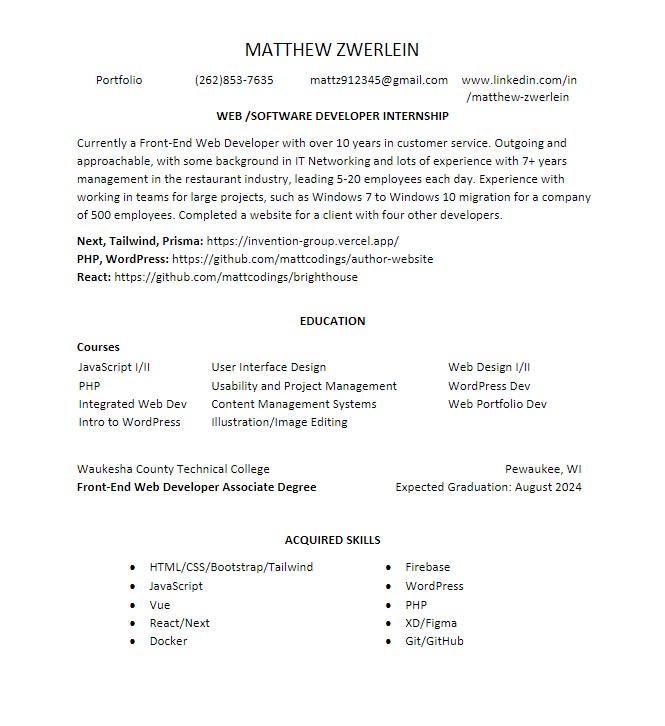 MATTHEW ZWERLEIN
Portfolio (262)853-7635 mattz912345@gmail.com www.linkedin.com/in
/matthew-zwerlein
WEB /SOFTWARE DEVELOPER INTERNSHIP
Currently a Front-End Web Developer with over 10 years in customer service. Outgoing and
approachable, with some background in IT Networking and lots of experience with 7+ years
management in the restaurant industry, leading 5-20 employees each day. Experience with
working in teams for large projects, such as Windows 7 to Windows 10 migration for a company
of 500 employees. Completed a website for a client with four other developers.
Next, Tailwind, Prisma: https://invention-group.vercel.app/
PHP, WordPress: https://github.com/mattcodings/author-website
React: https://github.com/mattcodings/brighthouse
EDUCATION
Courses
JavaScript I/II User Interface Design Web Design I/II
PHP Usability and Project Management WordPress Dev
Integrated Web Dev Content Management Systems Web Portfolio Dev
Intro to WordPress Illustration/Image Editing
Waukesha County Technical College Pewaukee, WI
Front-End Web Developer Associate Degree Expected Graduation: August 2024
ACQUIRED SKILLS
• HTML/CSS/Bootstrap/Tailwind • Firebase
• JavaScript • WordPress
• Vue • PHP
• React/Next • XD/Figma
• Docker • Git/GitHub